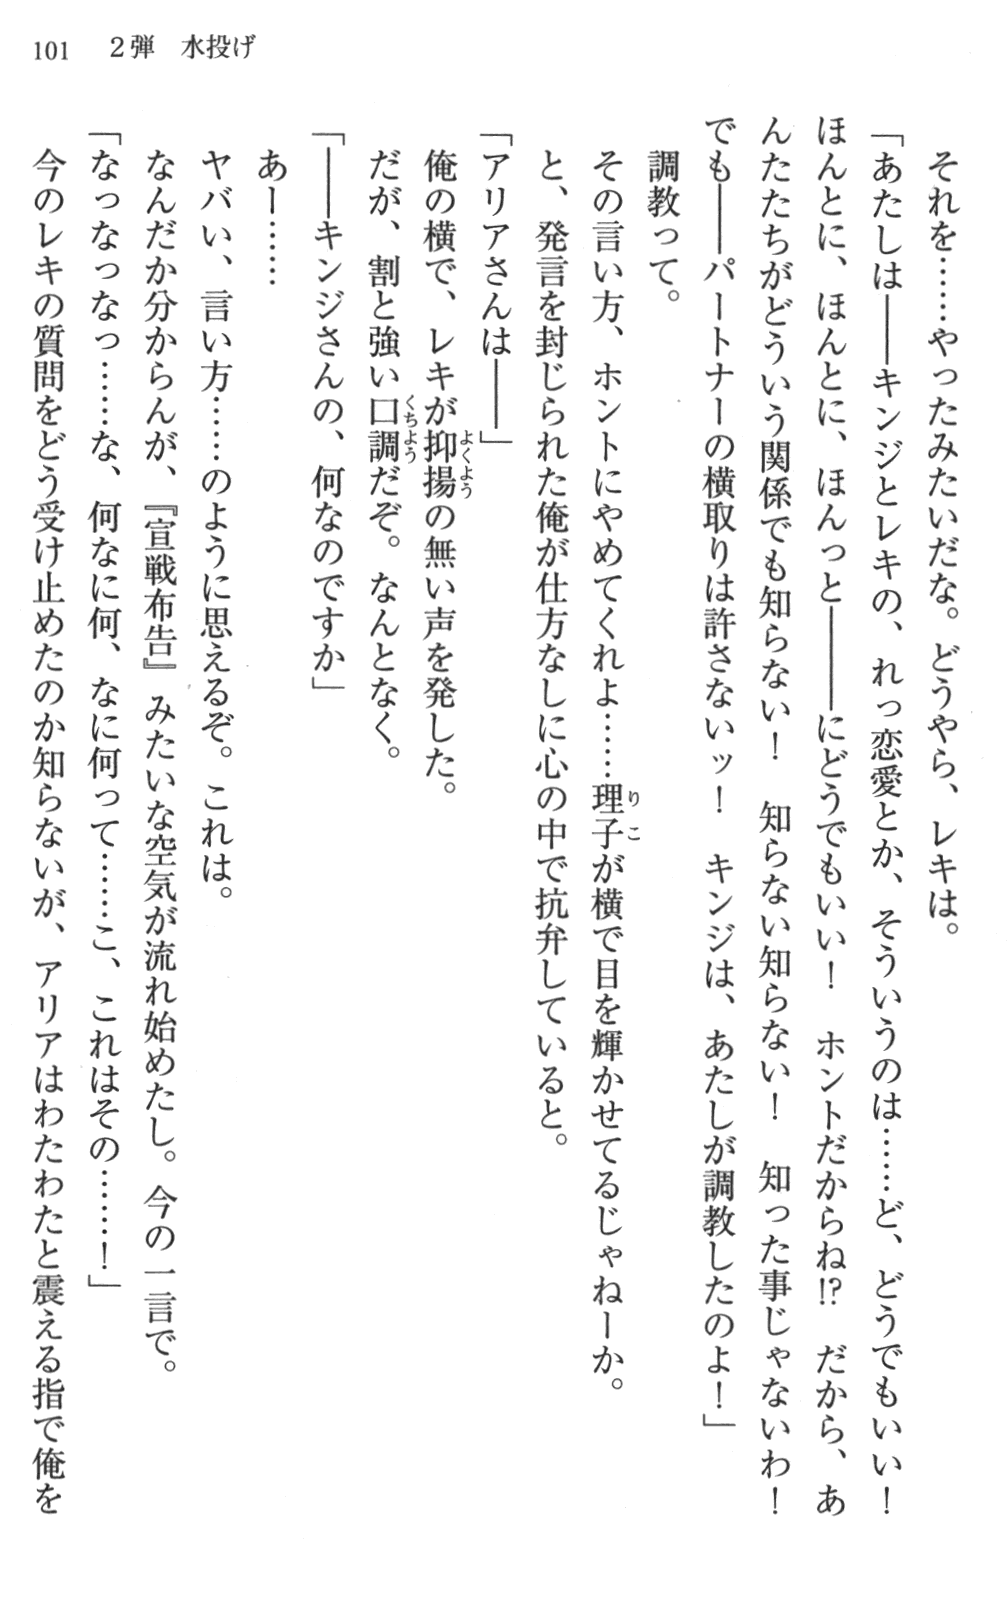 101　２弾　水投げ
それを……やったみたいだな。どうやら、レキは。
「あたしは――キンジとレキの、れっ恋愛とか、そういうのは……ど、どうでもいい！
ほんとに、ほんとに、ほんっと――――にどうでもいい！　ホントだからね!?　だから、あ
んたたちがどういう関係でも知らない！　知らない知らない！　知った事じゃないわ！
でも――パートナーの横取りは許さないッ！　キンジは、あたしが調教したのよ！」
調教って。
その言い方、ホントにやめてくれよ……理子が横で目を輝かせてるじゃねーか。
りこ
と、発言を封じられた俺が仕方なしに心の中で抗弁していると。
「アリアさんは――」
俺の横で、レキが抑揚の無い声を発した。
よくよう
だが、割と強い口調だぞ。なんとなく。
くちよう
「――キンジさんの、何なのですか」
あー……
ヤバい、言い方……のように思えるぞ。これは。
なんだか分からんが、『宣戦布告』みたいな空気が流れ始めたし。今の一言で。
「なっなっなっ……な、何なに何、なに何って……こ、これはその……！」
今のレキの質問をどう受け止めたのか知らないが、アリアはわたわたと震える指で俺を